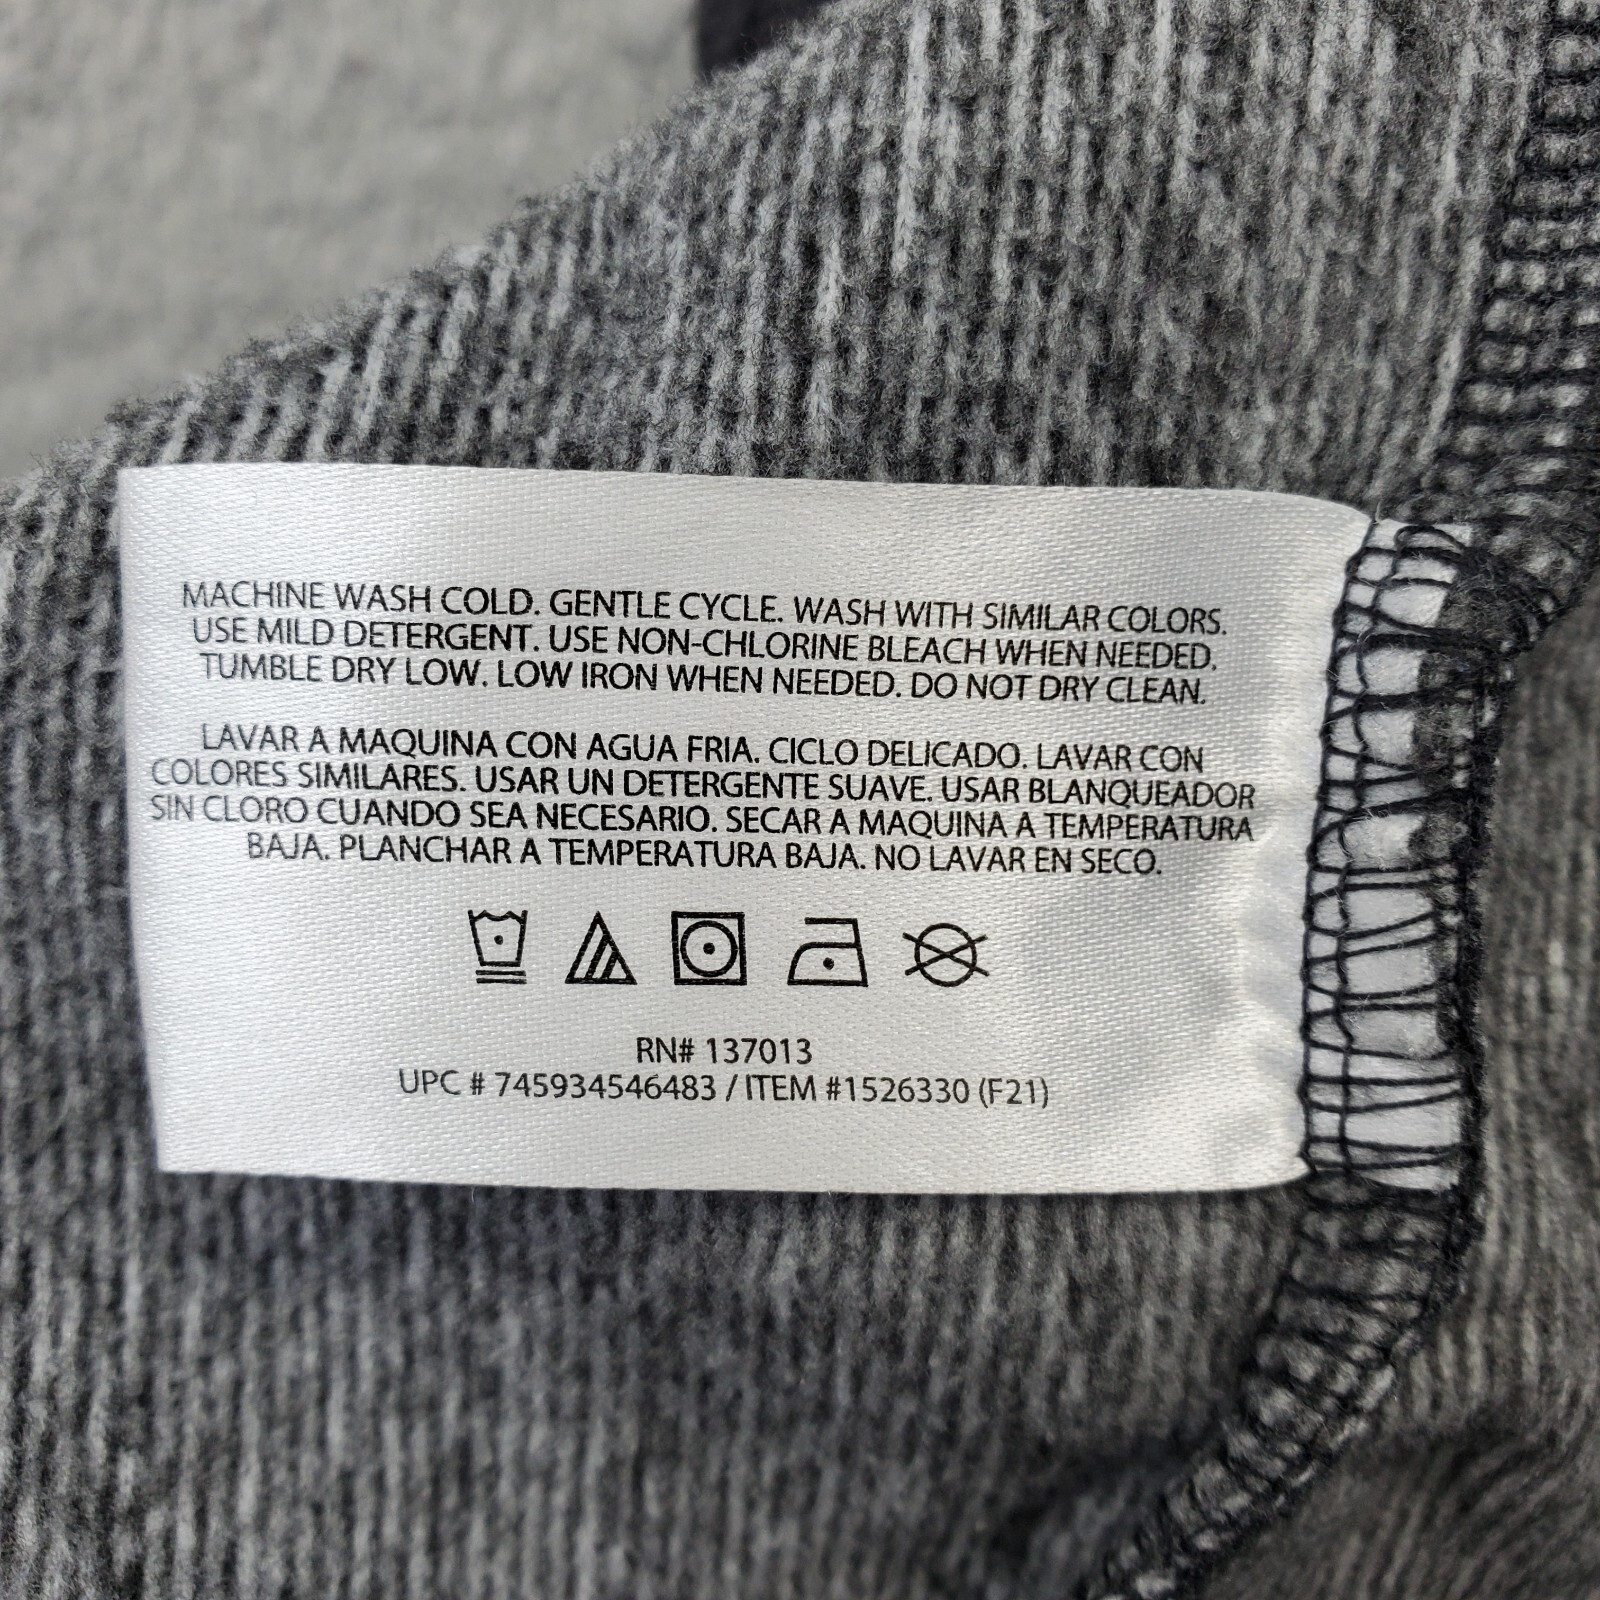 MACHINE WASH COLD. GENTLE CYCLE. WASH WITH SIMILAR COLORS.
USE MILD DETERGENT. USE NON-CHLORINE BLEACH WHEN NEEDED.
TUMBLE DRY LOW. LOW IRON WHEN NEEDED. DO NOT DRY CLEAN.
LAVAR A MAQUINA CON AGUA FRIA. CICLO DELICADO. LAVAR CON
COLORES SIMILARES. USAR UN DETERGENTE SUAVE. USAR BLANQUEADOR
SIN CLORO CUANDO SEA NECESARIO. SECAR A MAQUINA A TEMPERATURA
BAJA. PLANCHAR A TEMPERATURA BAJA. NO LAVAR EN SECO.
RN# 137013
UPC # 745934546483 / ITEM #1526330 (F21)